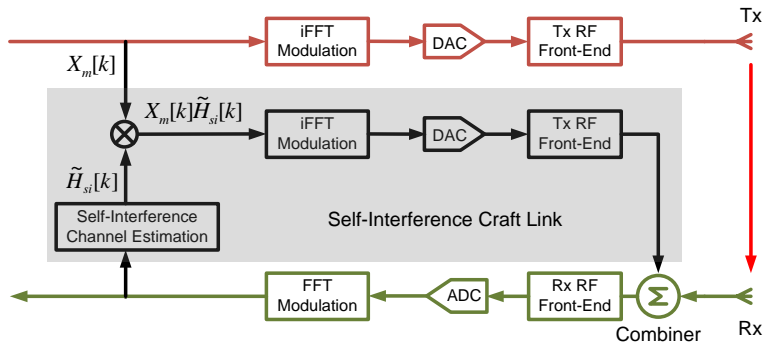 Tx
iFFT
Modulation
DAC
Tx RF
Front-End
X_m[k]
X_m[k]H̃_si[k]
iFFT
Modulation
DAC
Tx RF
Front-End
H̃_si[k]
Self-Interference
Channel Estimation
Self-Interference Craft Link
FFT
Modulation
ADC
Rx RF
Front-End
Σ
Combiner
Rx